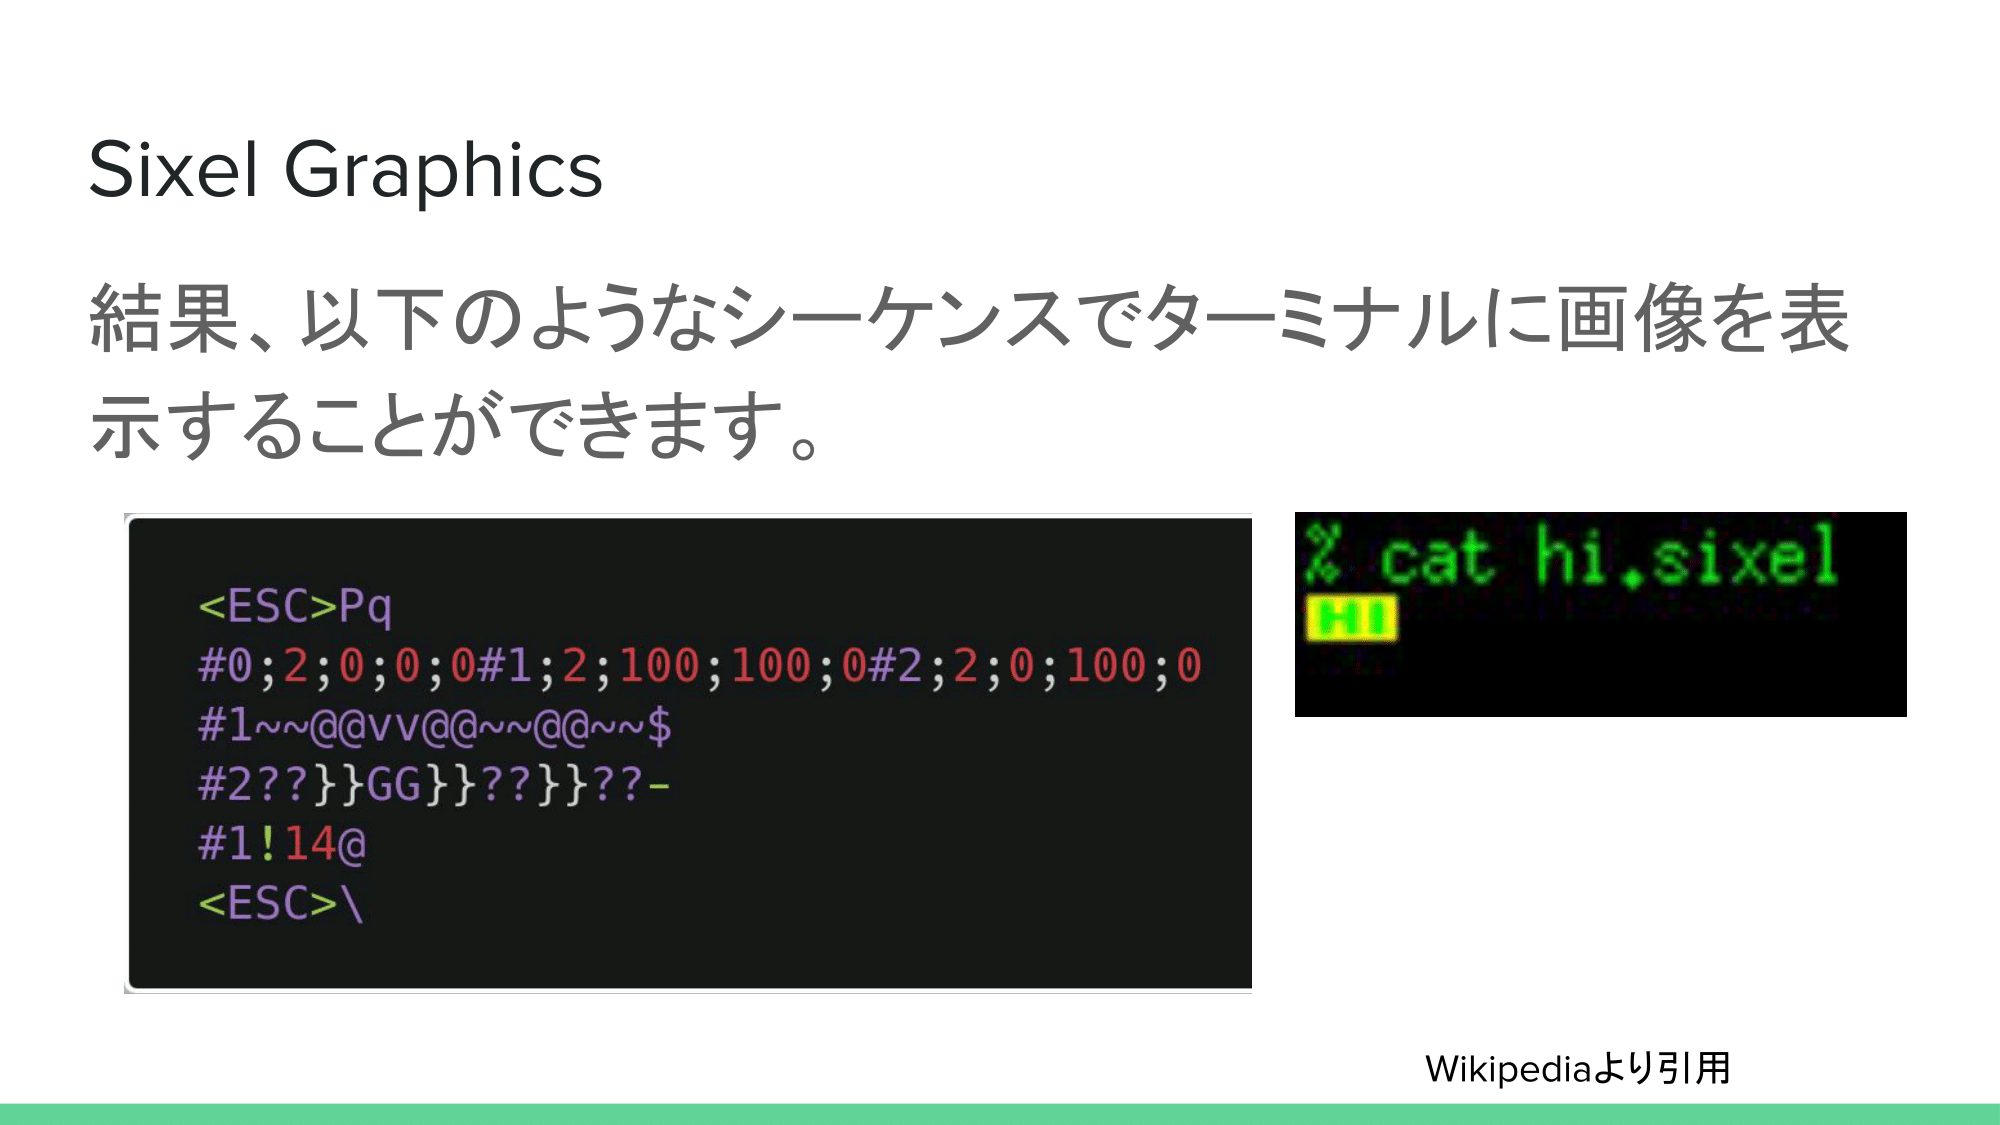 Sixel Graphics
結果、以下のようなシーケンスでターミナルに画像を表
示することができます。
<ESC>Pq
#0;2;0;0;0#1;2;100;100;0#2;2;0;100;0
#1~~@@vv@@~~@@~~$
#2??}}GG}}??}}??-
#1!14@
<ESC>\
% cat hi.sixel
HI
Wikipediaより引用